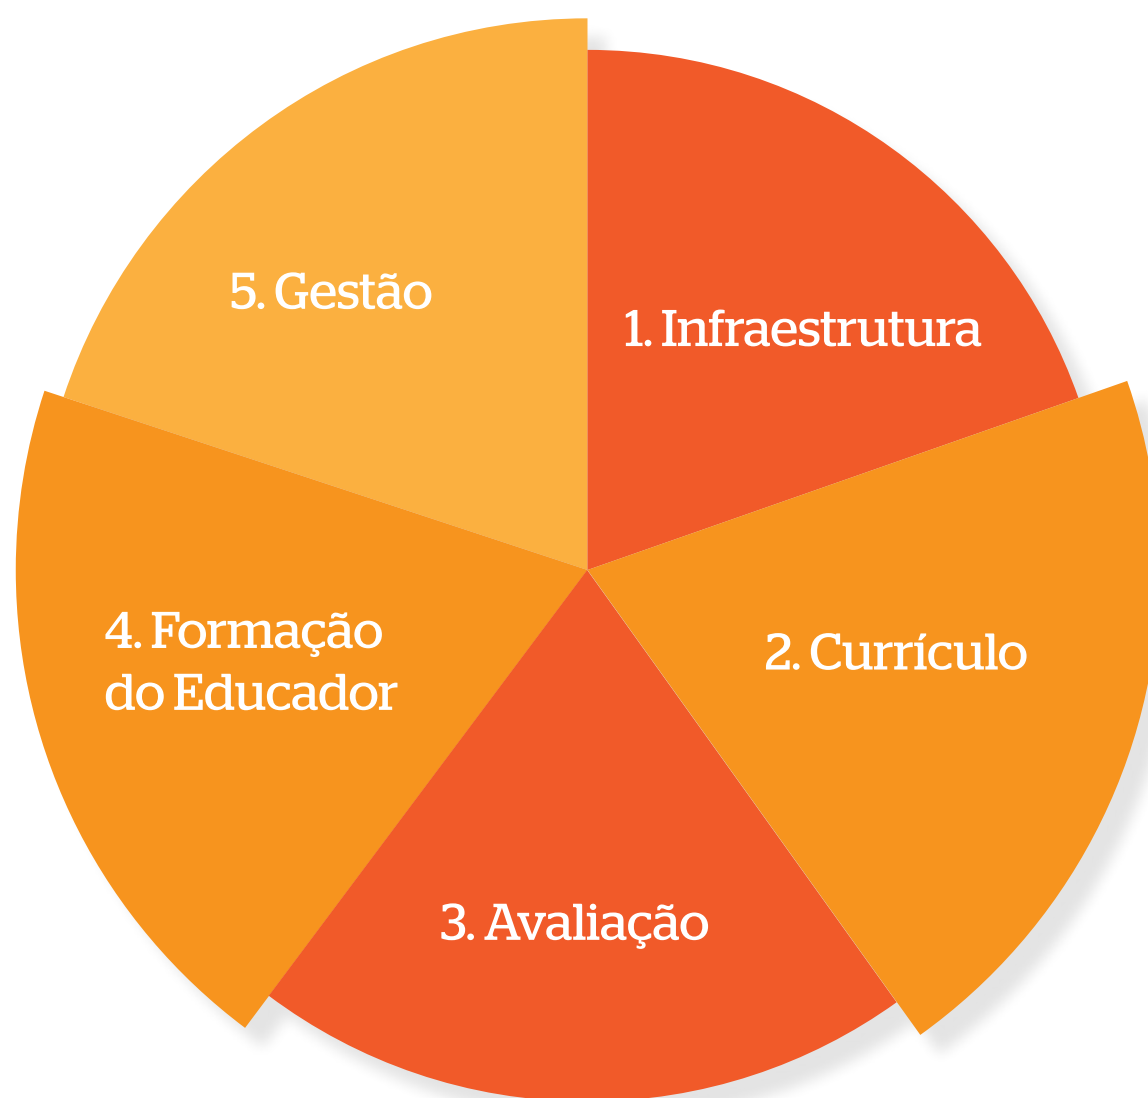 1. Infraestrutura
2. Currículo
3. Avaliação
4. Formação
do Educador
5. Gestão